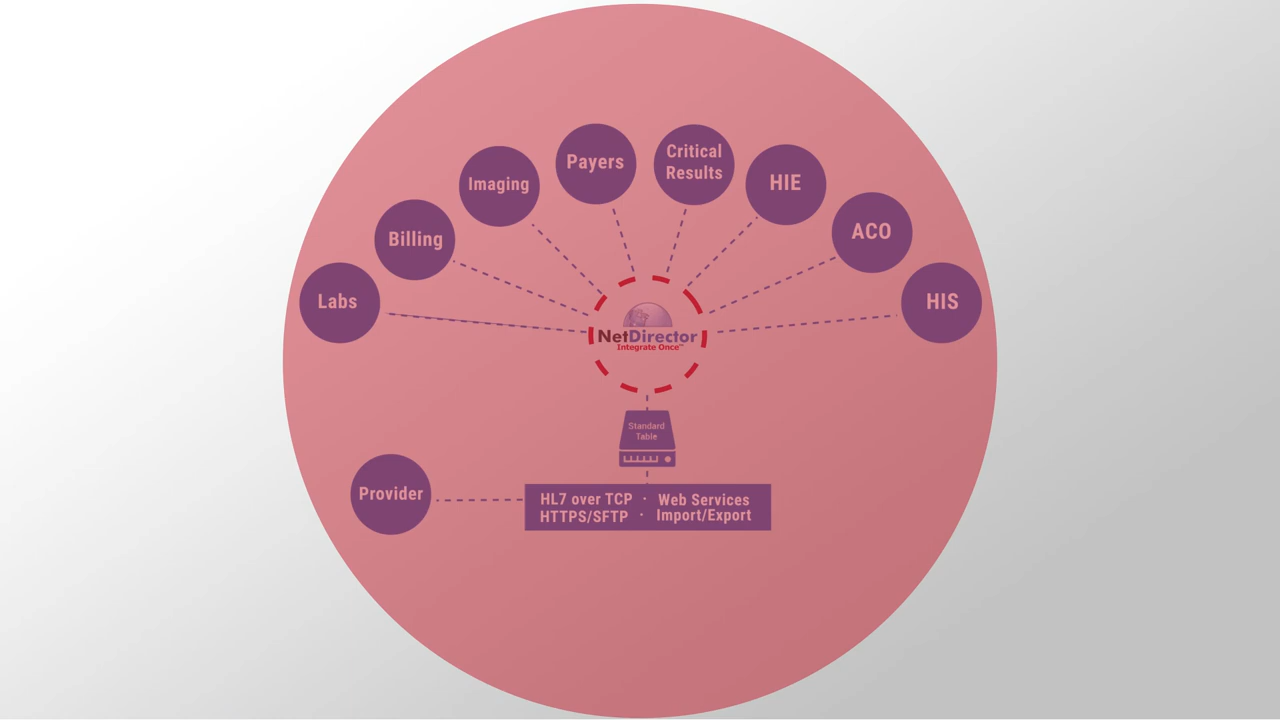 Payers
Critical
Results
Imaging
HIE
Billing
ACO
Labs
HIS
NetDirector
Integrate Once™
Standard
Table
Provider
HL7 over TCP · Web Services
HTTPS/SFTP · Import/Export